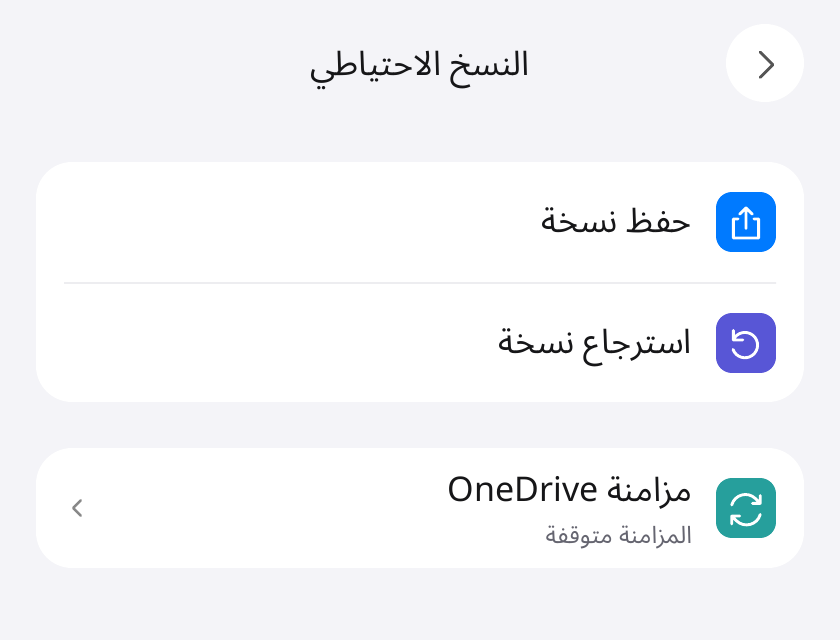 النسخ الاحتياطي
حفظ نسخة
استرجاع نسخة
مزامنة OneDrive
المزامنة متوقفة